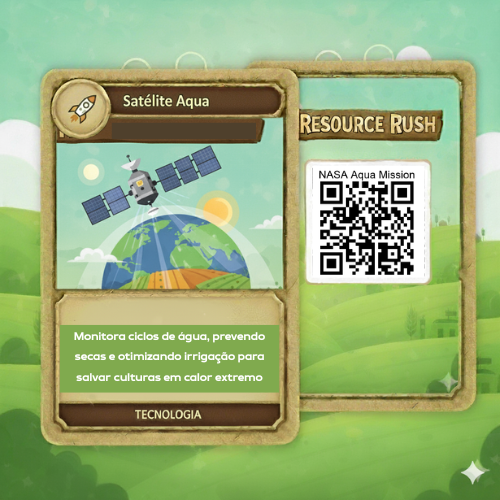 Satélite Aqua
RESOURCE RUSH
NASA Aqua Mission
Monitora ciclos de água, prevendo
secas e otimizando irrigação para
salvar culturas em calor extremo
TECNOLOGIA